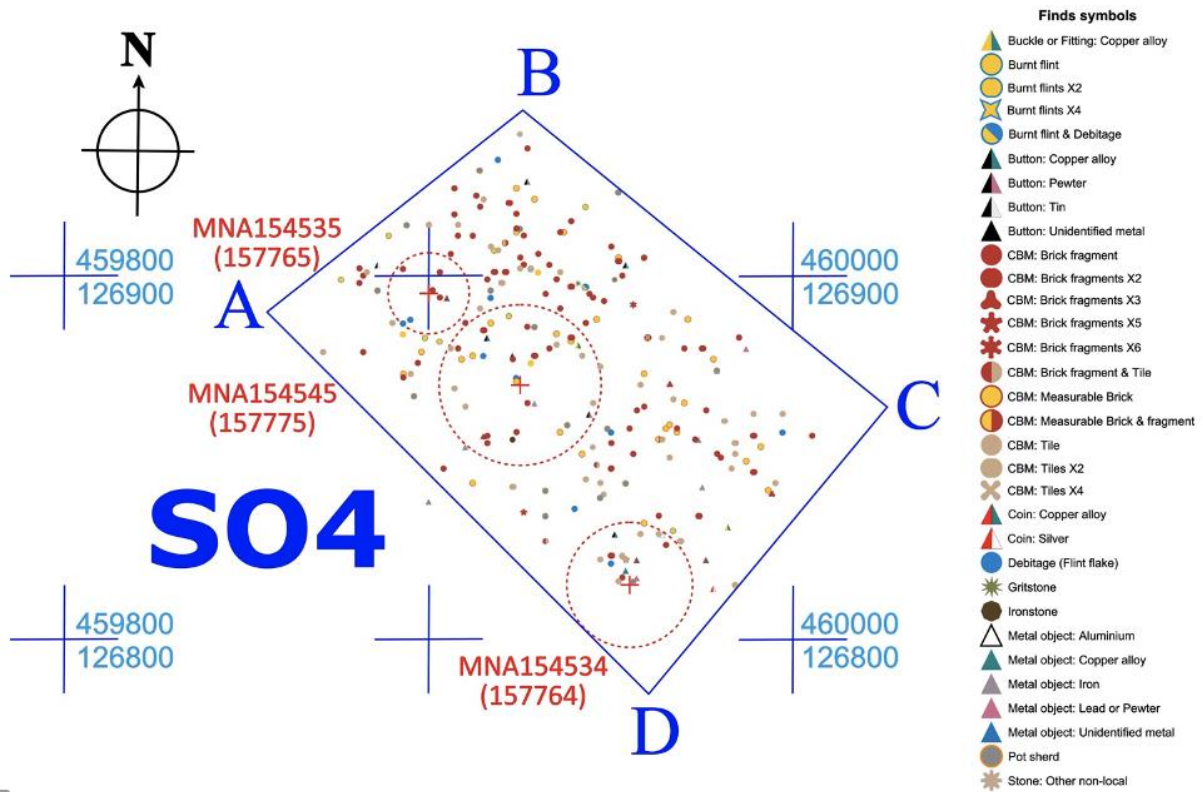 N
B
MNA154535
(157765)
459800
126900
460000
126900
A
MNA154545
(157775)
C
SO4
459800
126800
460000
126800
MNA154534
(157764)
D
Finds symbols
Buckle or Fitting: Copper alloy
Burnt flint
Burnt flints X2
Burnt flints X4
Burnt flint & Debitage
Button: Copper alloy
Button: Pewter
Button: Tin
Button: Unidentified metal
CBM: Brick fragment
CBM: Brick fragments X2
CBM: Brick fragments X3
CBM: Brick fragments X5
CBM: Brick fragments X6
CBM: Brick fragment & Tile
CBM: Measurable Brick
CBM: Measurable Brick & fragment
CBM: Tile
CBM: Tiles X2
CBM: Tiles X4
Coin: Copper alloy
Coin: Silver
Debitage (Flint flake)
Gritstone
Ironstone
Metal object: Aluminium
Metal object: Copper alloy
Metal object: Iron
Metal object: Lead or Pewter
Metal object: Unidentified metal
Pot sherd
Stone: Other non-local